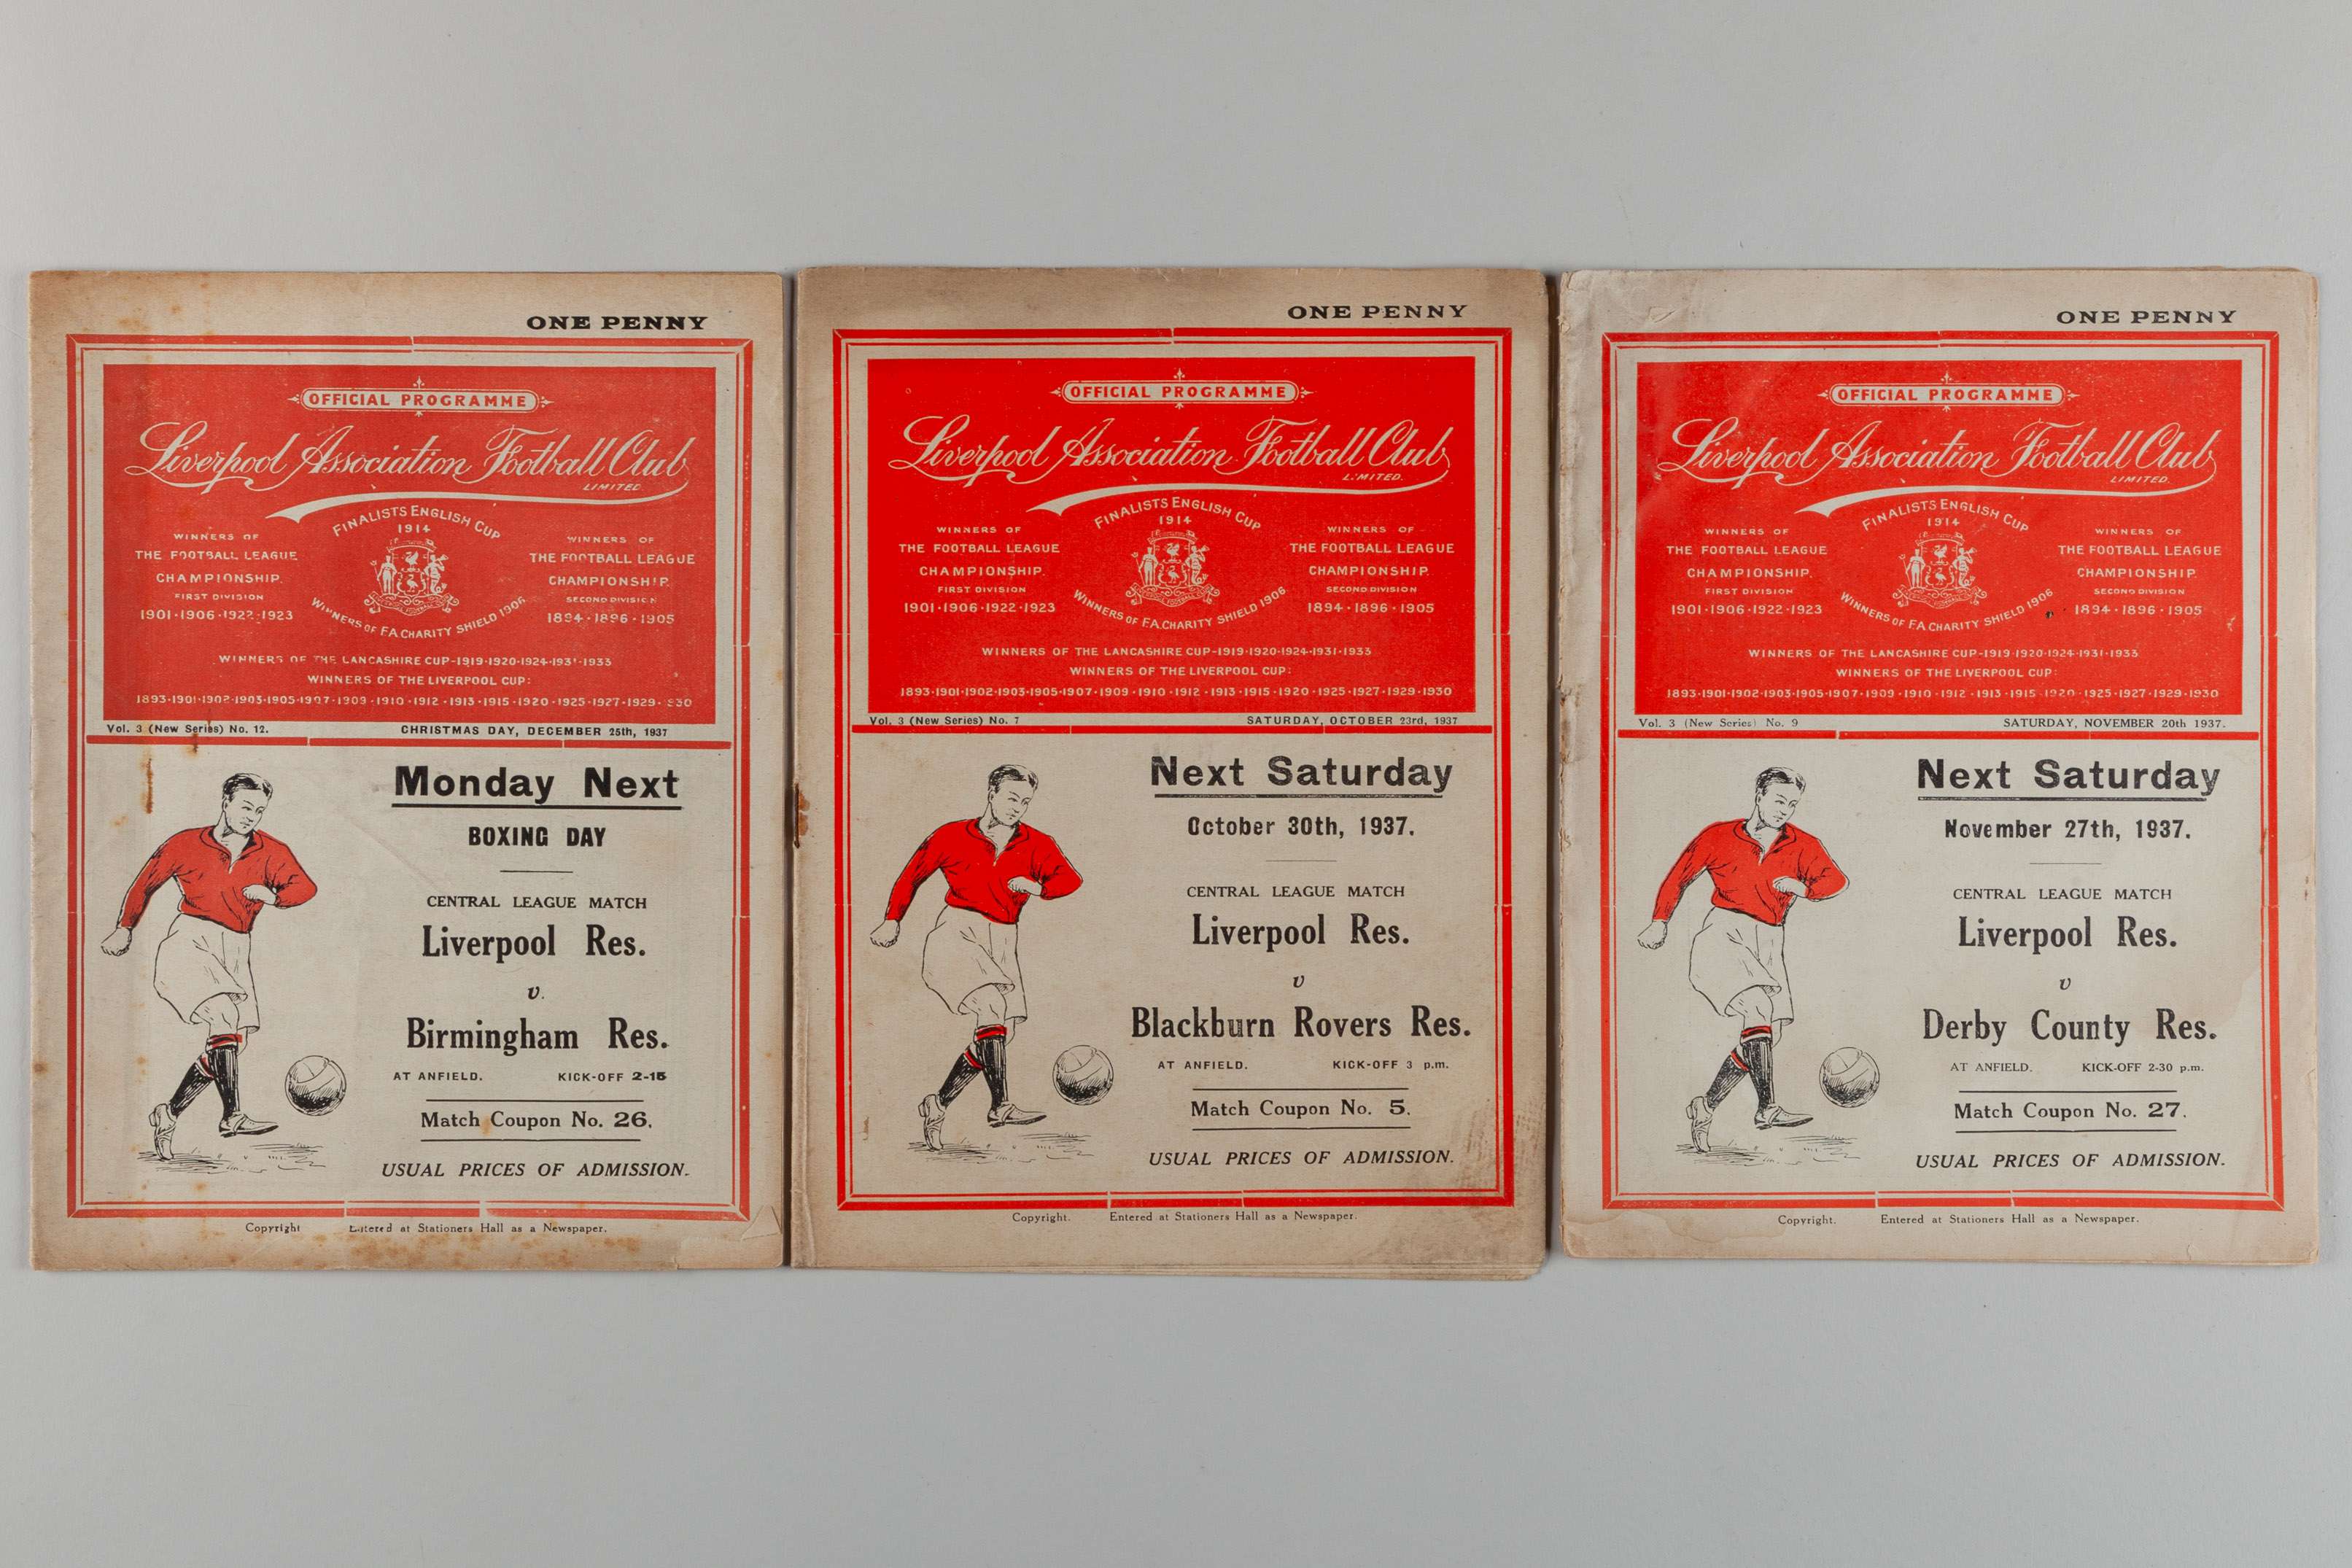 ONE PENNY
OFFICIAL PROGRAMME
Liverpool Association Football Club
LIMITED
FINALISTS ENGLISH CUP
1914
WINNERS OF
THE FOOTBALL LEAGUE
CHAMPIONSHIP.
FIRST DIVISION
1901·1906·1922·1923
WINNERS OF F.A. CHARITY SHIELD 1906
WINNERS OF
THE FOOTBALL LEAGUE
CHAMPIONSHIP.
SECOND DIVISION
1894·1896·1905
WINNERS OF THE LANCASHIRE CUP-1919·1920·1924·1931·1933
WINNERS OF THE LIVERPOOL CUP:
1893·1901·1902·1903·1905·1907·1909·1910·1912·1913·1915·1920·1925·1927·1929·930
Vol. 3 (New Series) No. 12. CHRISTMAS DAY, DECEMBER 25th, 1937
Monday Next
BOXING DAY
CENTRAL LEAGUE MATCH
Liverpool Res.
v.
Birmingham Res.
AT ANFIELD. KICK-OFF 2-15
Match Coupon No. 26.
USUAL PRICES OF ADMISSION.
Copyright Entered at Stationers Hall as a Newspaper.
ONE PENNY
OFFICIAL PROGRAMME
Liverpool Association Football Club
LIMITED.
FINALISTS ENGLISH CUP
1914
WINNERS OF
THE FOOTBALL LEAGUE
CHAMPIONSHIP.
FIRST DIVISION
1901·1906·1922·1923
WINNERS OF F.A. CHARITY SHIELD 1906
WINNERS OF
THE FOOTBALL LEAGUE
CHAMPIONSHIP.
SECOND DIVISION
1894·1896·1905
WINNERS OF THE LANCASHIRE CUP-1919·1920·1924·1931·1933
WINNERS OF THE LIVERPOOL CUP:
1893·1901·1902·1903·1905·1907·1909·1910·1912·1913·1915·1920·1925·1927·1929·1930
Vol. 3 (New Series) No. 7 SATURDAY, OCTOBER 23rd, 1937
Next Saturday
October 30th, 1937.
CENTRAL LEAGUE MATCH
Liverpool Res.
v
Blackburn Rovers Res.
AT ANFIELD. KICK-OFF 3 p.m.
Match Coupon No. 5.
USUAL PRICES OF ADMISSION.
Copyright. Entered at Stationers Hall as a Newspaper.
ONE PENNY
OFFICIAL PROGRAMME
Liverpool Association Football Club
LIMITED.
FINALISTS ENGLISH CUP
1914
WINNERS OF
THE FOOTBALL LEAGUE
CHAMPIONSHIP.
FIRST DIVISION
1901·1906·1922·1923
WINNERS OF F.A. CHARITY SHIELD 1906
WINNERS OF
THE FOOTBALL LEAGUE
CHAMPIONSHIP.
SECOND DIVISION
1894·1896·1905
WINNERS OF THE LANCASHIRE CUP-1919·1920·1924·1931·1933
WINNERS OF THE LIVERPOOL CUP:
1893·1901·1902·1903·1905·1907·1909·1910·1912·1913·1915·1920·1925·1927·1929·1930
Vol. 3 (New Series) No. 9 SATURDAY, NOVEMBER 20th 1937.
Next Saturday
November 27th, 1937.
CENTRAL LEAGUE MATCH
Liverpool Res.
v
Derby County Res.
AT ANFIELD. KICK-OFF 2-30 p.m.
Match Coupon No. 27.
USUAL PRICES OF ADMISSION.
Copyright. Entered at Stationers Hall as a Newspaper.